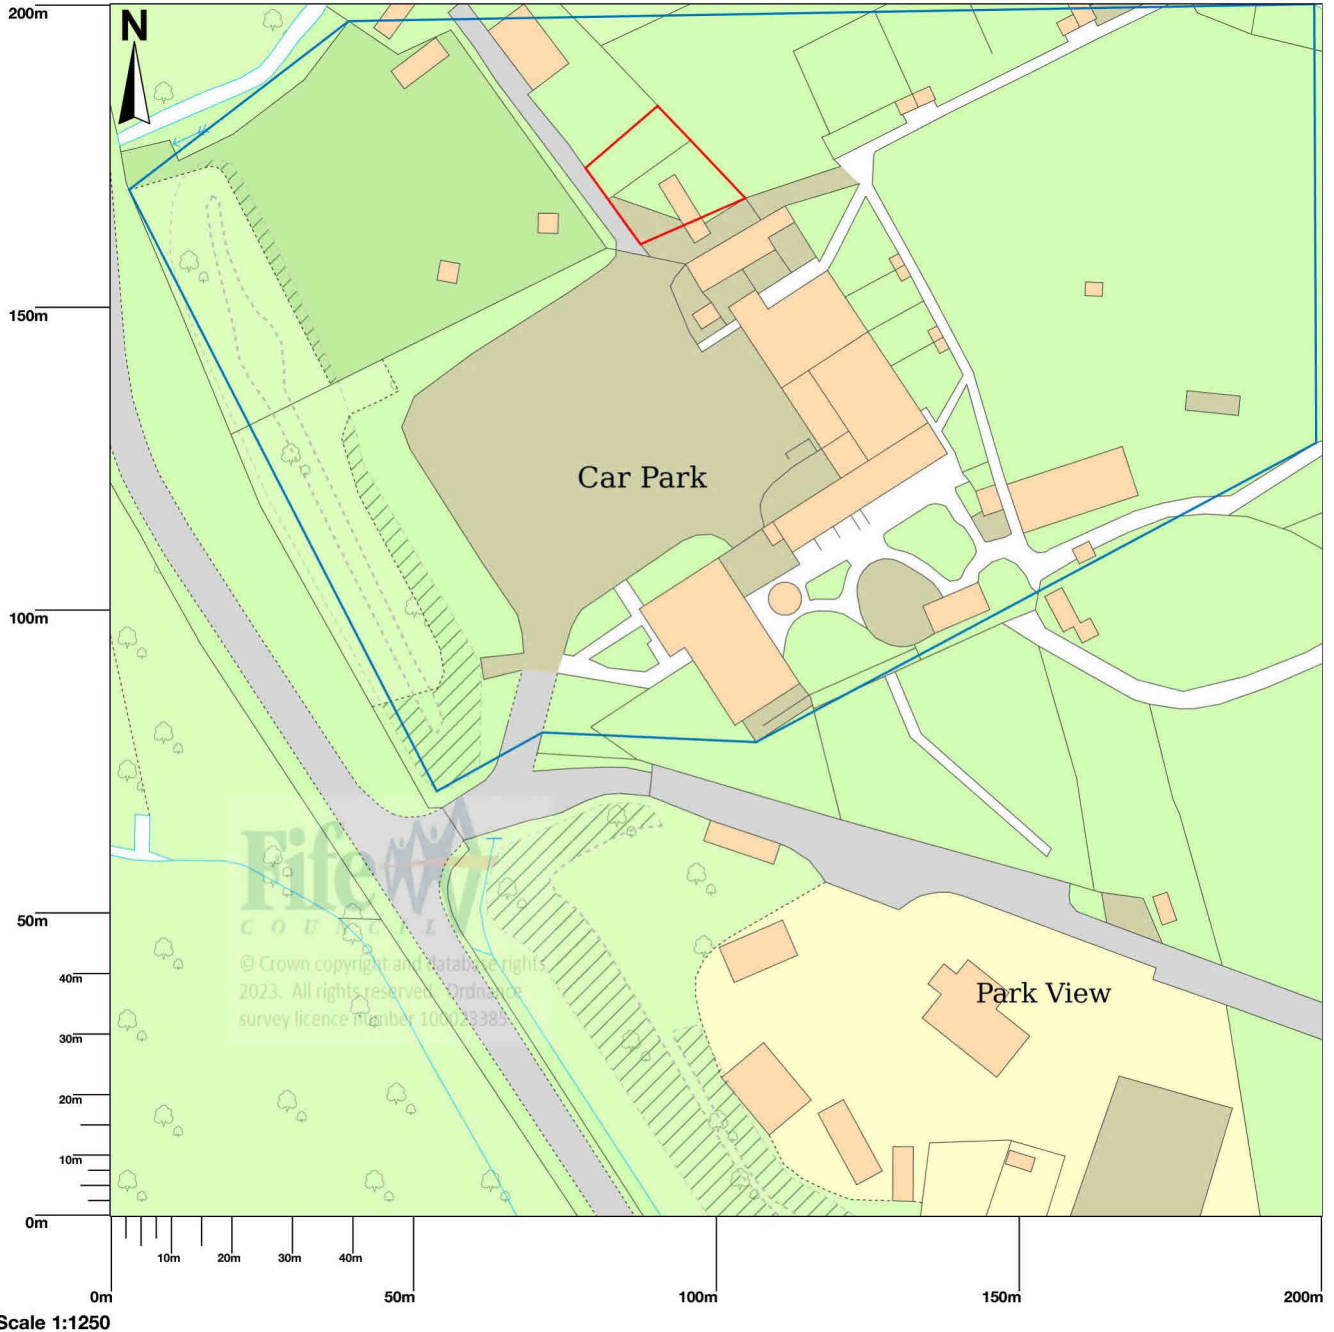 200m
N
150m
Car Park
100m
Fife
COUNCIL
© Crown copyright and database rights
2023. All rights reserved. Ordnance
survey licence number 100023385.
50m
40m
Park View
30m
20m
10m
0m
10m 20m 30m 40m
0m 50m 100m 150m 200m
Scale 1:1250